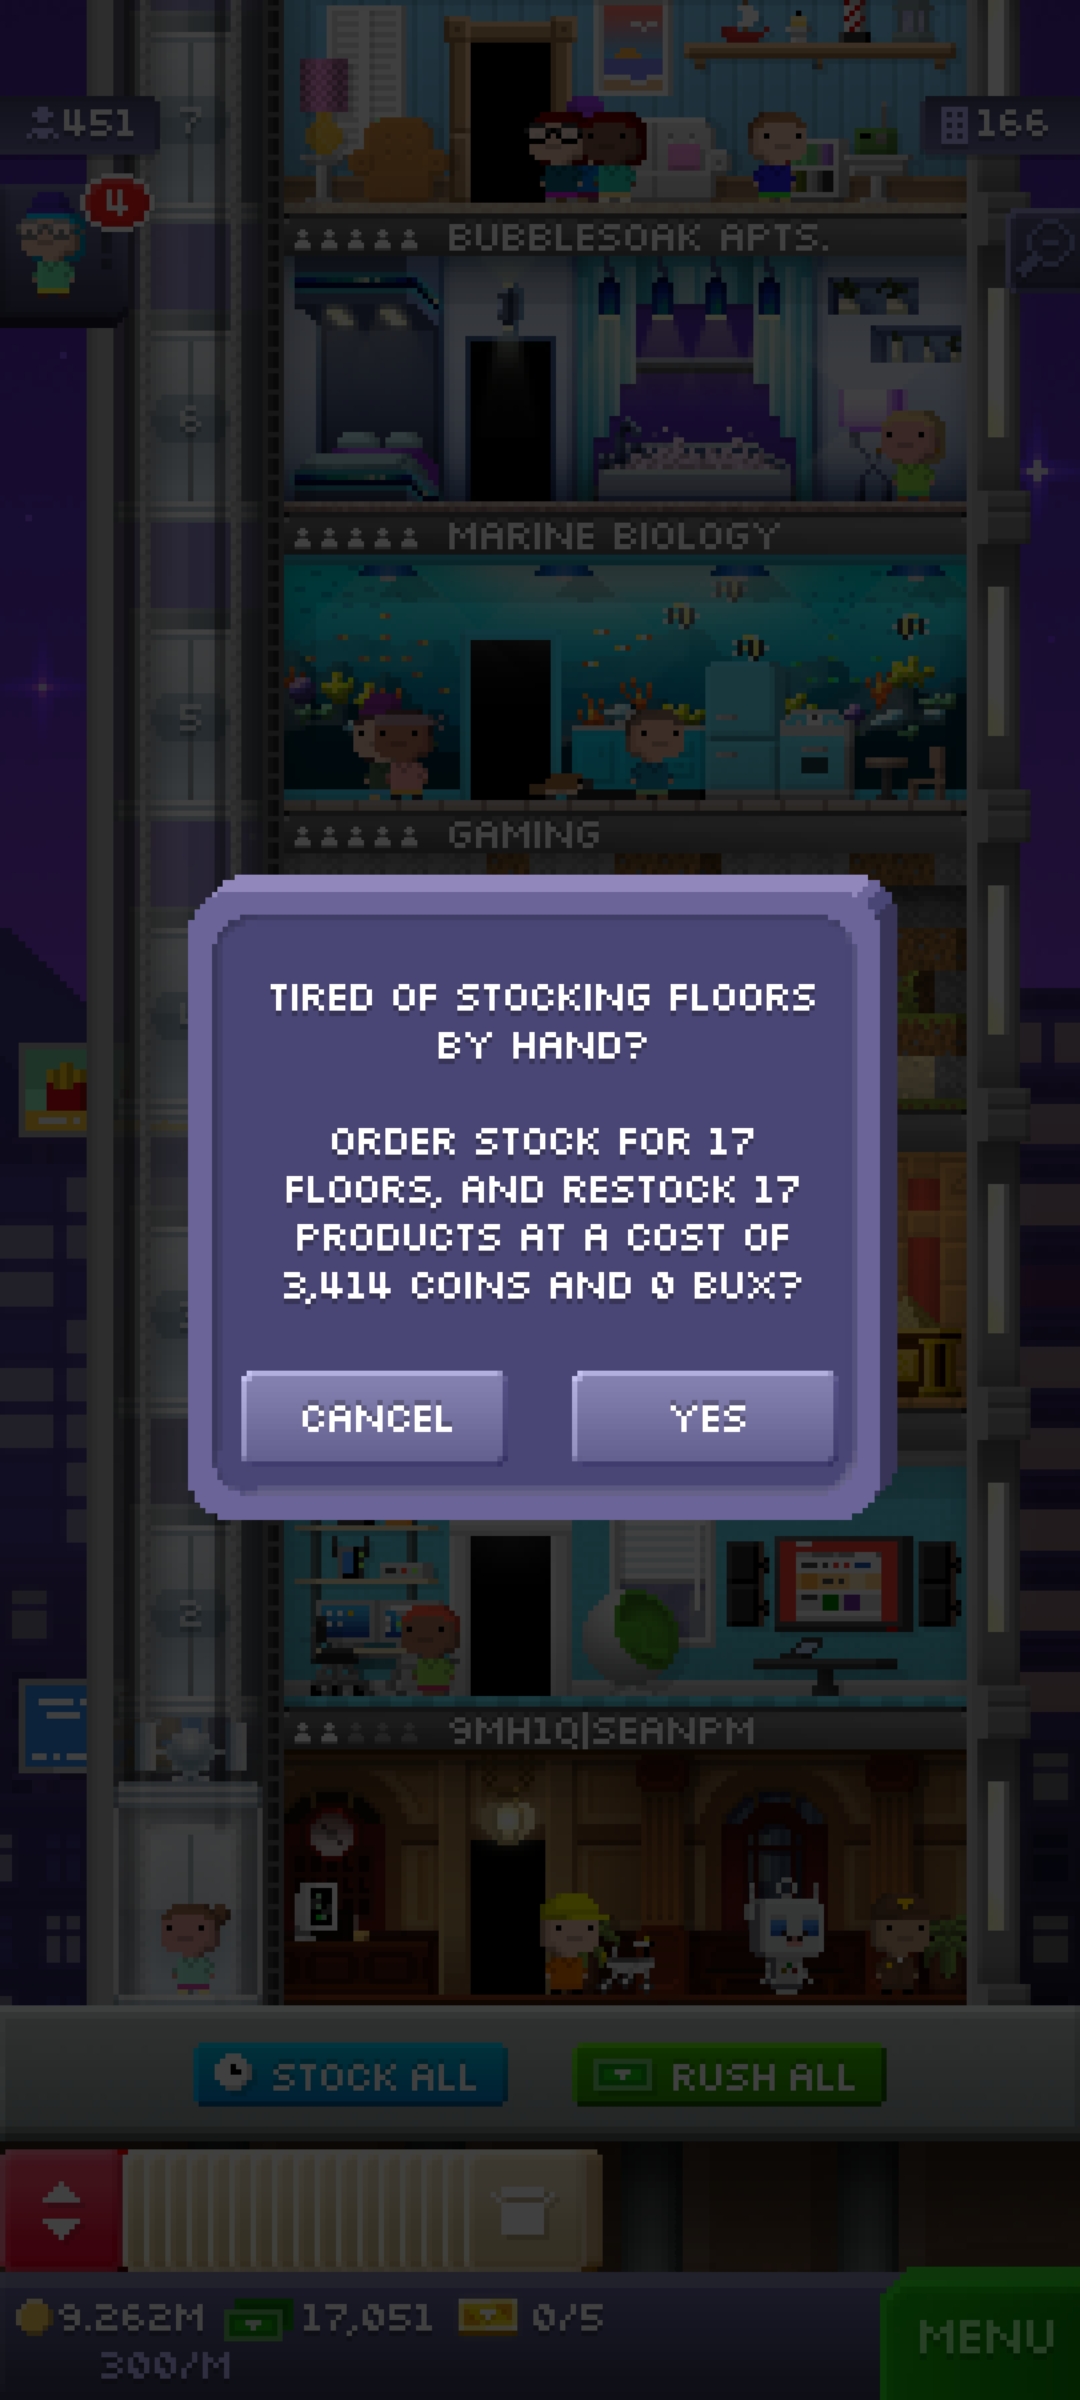 451
7
166
4
BUBBLESOAK APTS.
6
MARINE BIOLOGY
5
GAMING
TIRED OF STOCKING FLOORS
BY HAND?
ORDER STOCK FOR 17
FLOORS, AND RESTOCK 17
PRODUCTS AT A COST OF
3,414 COINS AND 0 BUX?
CANCEL
YES
2
9MH1Q|SEANPM
STOCK ALL
RUSH ALL
9.262M
17,051
0/5
300/M
MENU